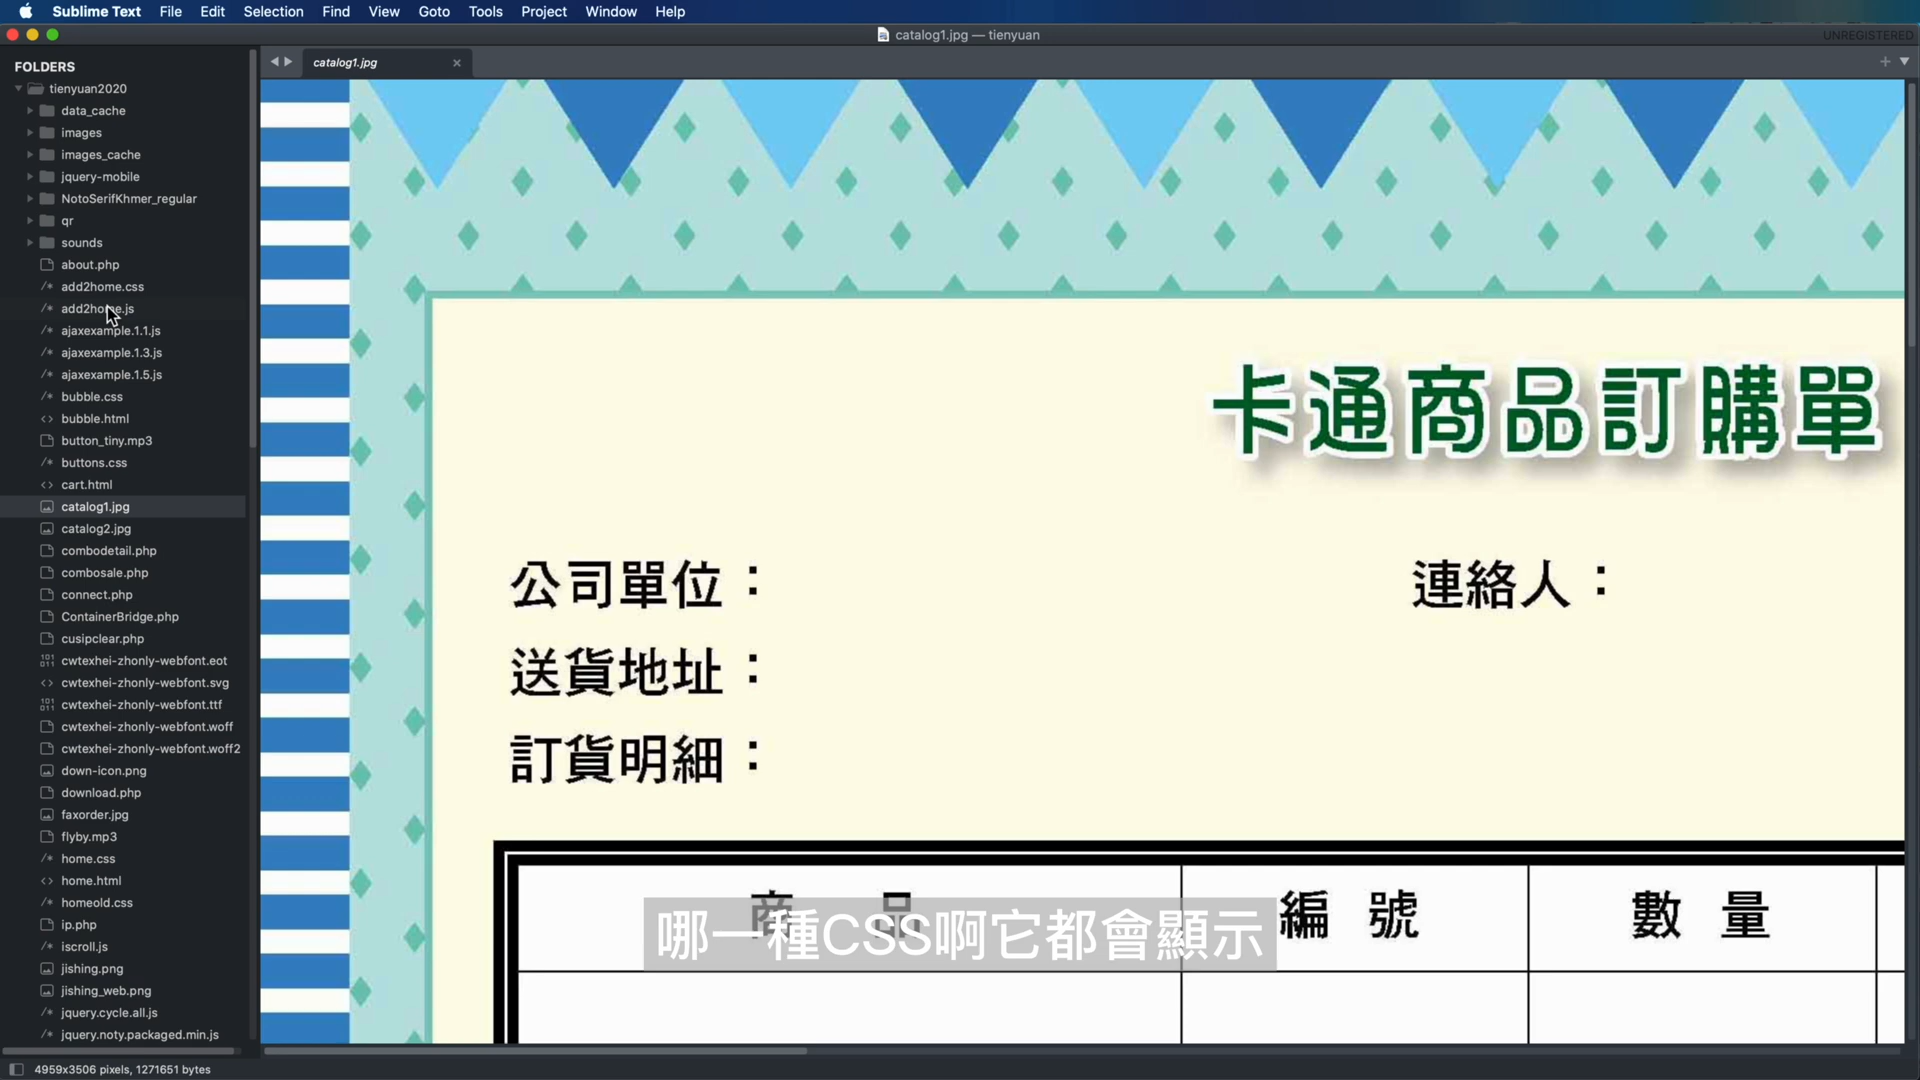 Sublime Text File Edit Selection Find View Goto Tools Project Window Help
catalog1.jpg — tienyuan
UNREGISTERED
FOLDERS
catalog1.jpg
tienyuan2020
data_cache
images
images_cache
jquery-mobile
NotoSerifKhmer_regular
qr
sounds
about.php
add2home.css
add2home.js
ajaxexample.1.1.js
ajaxexample.1.3.js
ajaxexample.1.5.js
bubble.css
bubble.html
button_tiny.mp3
buttons.css
cart.html
catalog1.jpg
catalog2.jpg
combodetail.php
combosale.php
connect.php
ContainerBridge.php
cusipclear.php
cwtexhei-zhonly-webfont.eot
cwtexhei-zhonly-webfont.svg
cwtexhei-zhonly-webfont.ttf
cwtexhei-zhonly-webfont.woff
cwtexhei-zhonly-webfont.woff2
down-icon.png
download.php
faxorder.jpg
flyby.mp3
home.css
home.html
homeold.css
ip.php
iscroll.js
jishing.png
jishing_web.png
jquery.cycle.all.js
jquery.noty.packaged.min.js
卡通商品訂購單
公司單位： 連絡人：
送貨地址：
訂貨明細：
商 品 編 號 數 量
哪一種CSS啊它都會顯示
4959x3506 pixels, 1271651 bytes